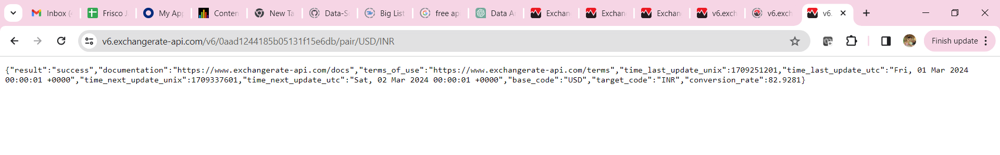 Inbox (
Frisco J
My App
Conten
New Ta
Data-Sc
Big List
free ap
Data A
Exchan
Exchan
Exchan
v6.exch
v6.exch
v6.
v6.exchangerate-api.com/v6/0aad1244185b05131f15e6db/pair/USD/INR
Finish update
{"result":"success","documentation":"https://www.exchangerate-api.com/docs","terms_of_use":"https://www.exchangerate-api.com/terms","time_last_update_unix":1709251201,"time_last_update_utc":"Fri, 01 Mar 2024
00:00:01 +0000","time_next_update_unix":1709337601,"time_next_update_utc":"Sat, 02 Mar 2024 00:00:01 +0000","base_code":"USD","target_code":"INR","conversion_rate":82.9281}